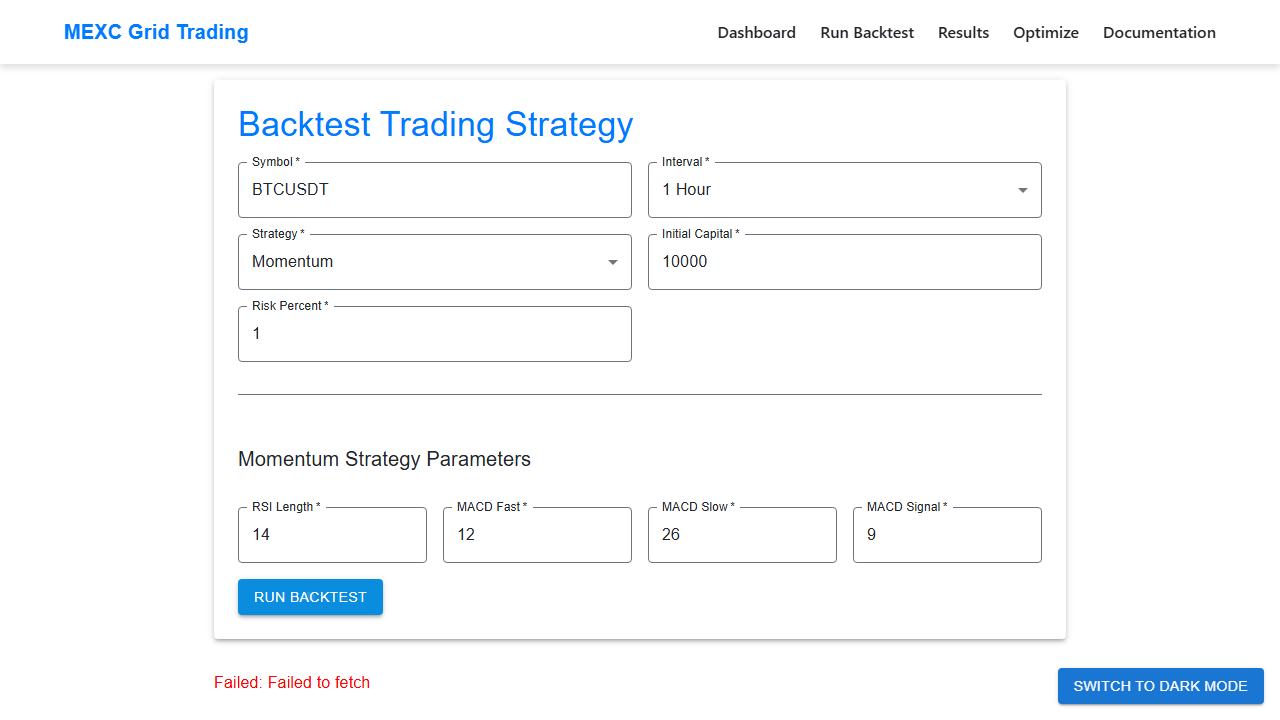 MEXC Grid Trading
Dashboard Run Backtest Results Optimize Documentation
Backtest Trading Strategy
Symbol *
BTCUSDT
Interval *
1 Hour
Strategy *
Momentum
Initial Capital *
10000
Risk Percent *
1
Momentum Strategy Parameters
RSI Length *
14
MACD Fast *
12
MACD Slow *
26
MACD Signal *
9
RUN BACKTEST
Failed: Failed to fetch
SWITCH TO DARK MODE